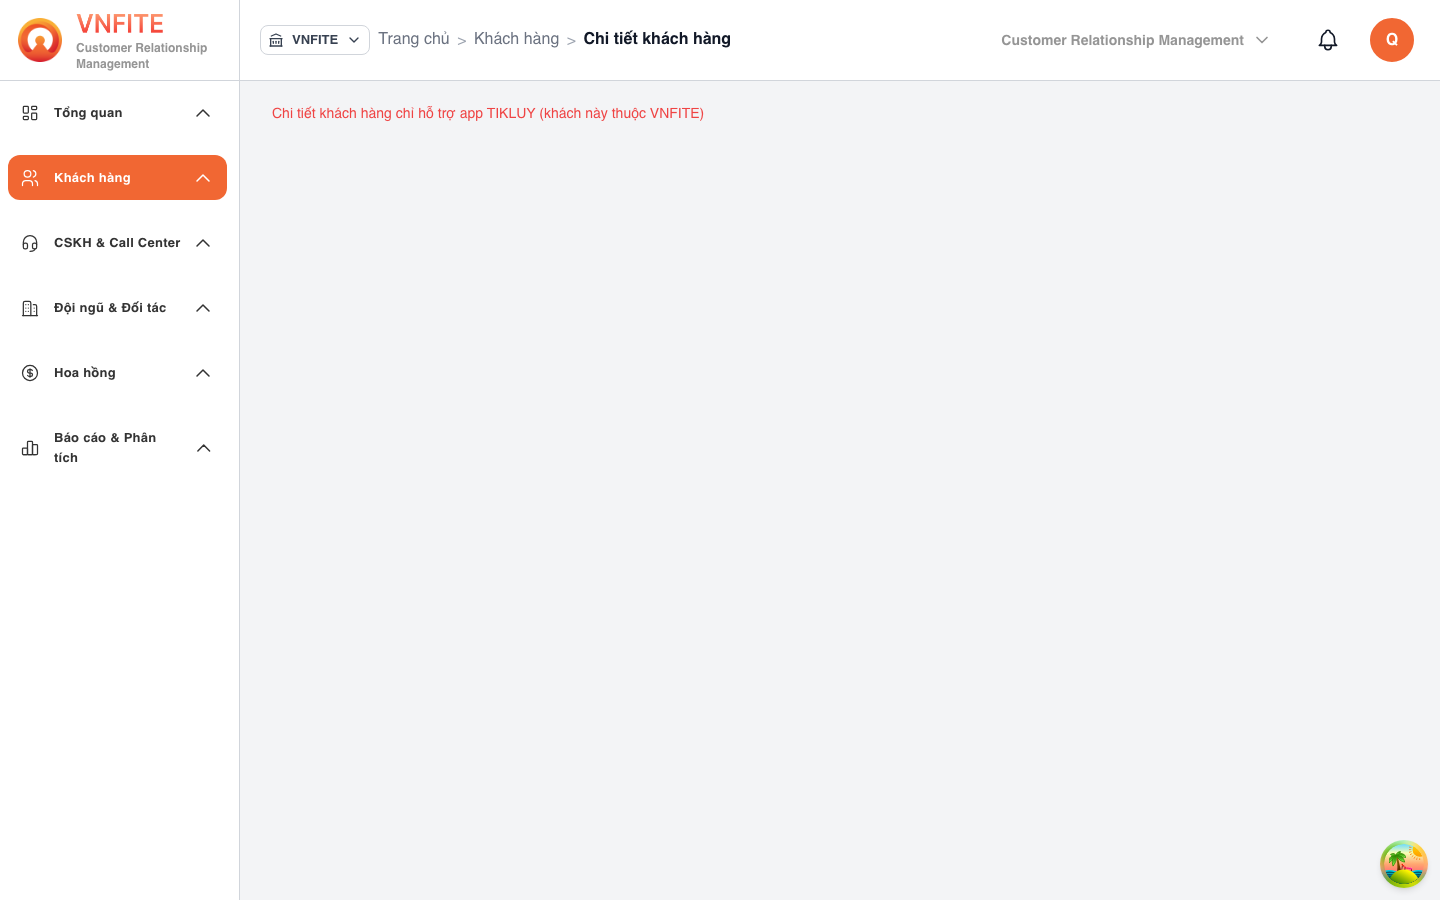 VNFITE
Customer Relationship
Management
VNFITE
Trang chủ > Khách hàng > Chi tiết khách hàng
Customer Relationship Management
Q
Tổng quan
Khách hàng
CSKH & Call Center
Đội ngũ & Đối tác
Hoa hồng
Báo cáo & Phân
tích
Chi tiết khách hàng chỉ hỗ trợ app TIKLUY (khách này thuộc VNFITE)